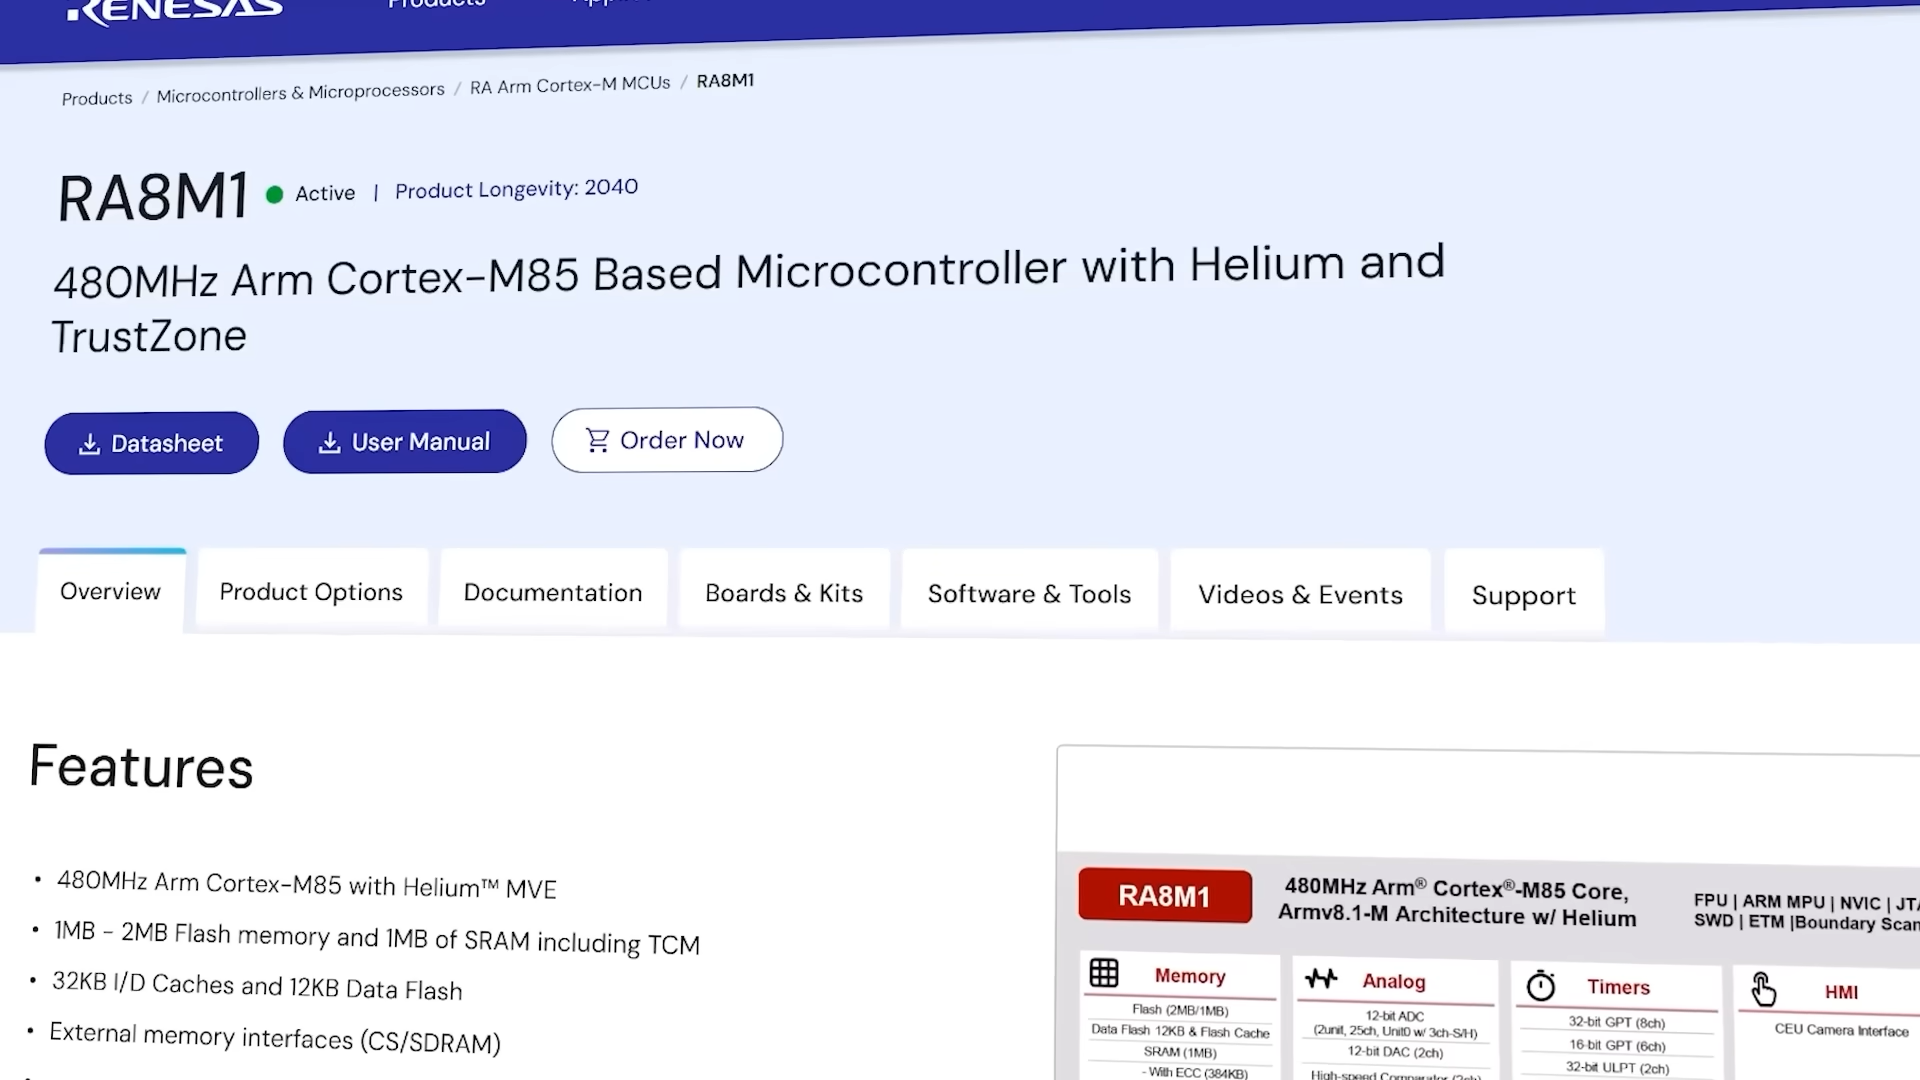 RENESAS
Products
Products / Microcontrollers & Microprocessors / RA Arm Cortex-M MCUs / RA8M1
RA8M1 Active | Product Longevity: 2040
480MHz Arm Cortex-M85 Based Microcontroller with Helium and
TrustZone
Datasheet User Manual Order Now
Overview Product Options Documentation Boards & Kits Software & Tools Videos & Events Support
Features
• 480MHz Arm Cortex-M85 with Helium™ MVE
• 1MB - 2MB Flash memory and 1MB of SRAM including TCM
• 32KB I/D Caches and 12KB Data Flash
• External memory interfaces (CS/SDRAM)
RA8M1
480MHz Arm® Cortex®-M85 Core,
Armv8.1-M Architecture w/ Helium
FPU | ARM MPU | NVIC | JTA
SWD | ETM |Boundary Scan
Memory
Flash (2MB/1MB)
Data Flash 12KB & Flash Cache
SRAM (1MB)
- With ECC (384KB)
Analog
12-bit ADC
(2unit, 25ch, Unit0 w/ 3ch-S/H)
12-bit DAC (2ch)
High-speed Comparator (2ch)
Timers
32-bit GPT (8ch)
16-bit GPT (6ch)
32-bit ULPT (2ch)
HMI
CEU Camera Interface